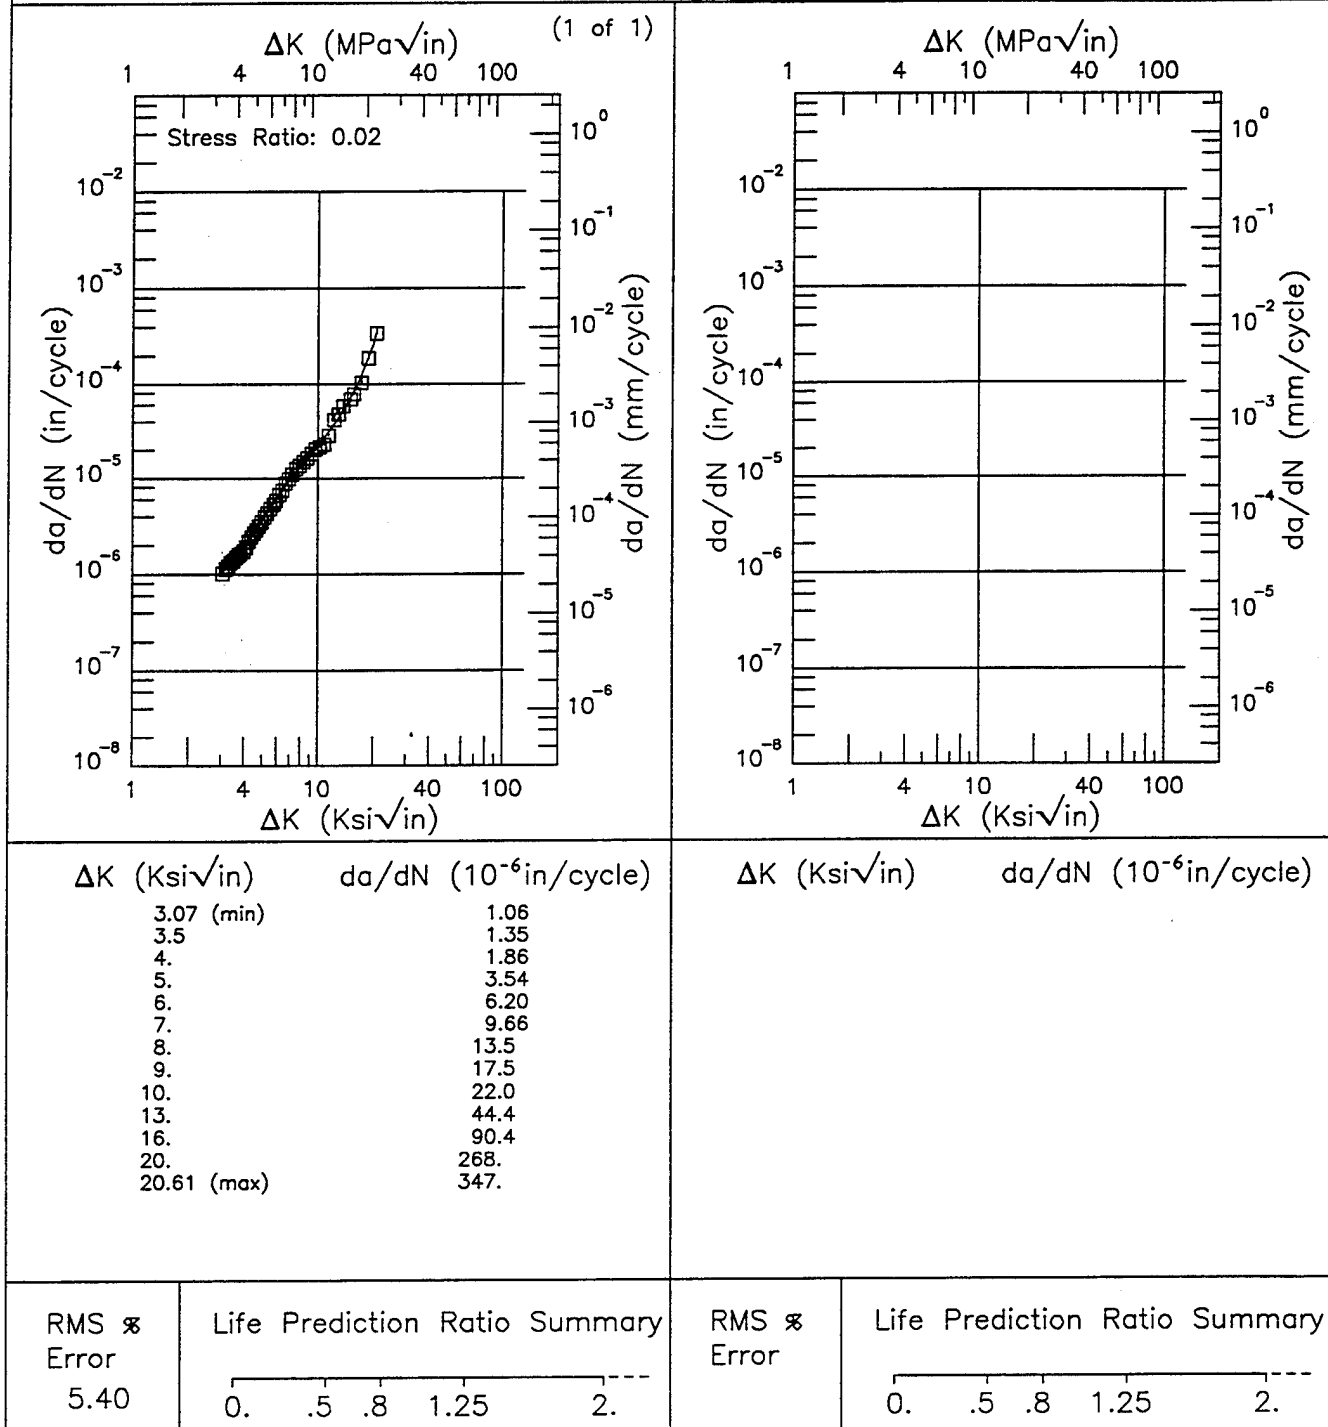 (1 of 1)
ΔK (MPa√in)
1 4 10 40 100
Stress Ratio: 0.02
10⁰
10⁻¹
10⁻²
10⁻³
10⁻⁴
10⁻⁵
10⁻⁶
da/dN (mm/cycle)
10⁻²
10⁻³
10⁻⁴
10⁻⁵
10⁻⁶
10⁻⁷
10⁻⁸
da/dN (in/cycle)
1 4 10 40 100
ΔK (Ksi√in)
ΔK (MPa√in)
1 4 10 40 100
10⁰
10⁻¹
10⁻²
10⁻³
10⁻⁴
10⁻⁵
10⁻⁶
da/dN (mm/cycle)
10⁻²
10⁻³
10⁻⁴
10⁻⁵
10⁻⁶
10⁻⁷
10⁻⁸
da/dN (in/cycle)
1 4 10 40 100
ΔK (Ksi√in)
ΔK (Ksi√in) da/dN (10⁻⁶in/cycle)
3.07 (min) 1.06
3.5 1.35
4. 1.86
5. 3.54
6. 6.20
7. 9.66
8. 13.5
9. 17.5
10. 22.0
13. 44.4
16. 90.4
20. 268.
20.61 (max) 347.
ΔK (Ksi√in) da/dN (10⁻⁶in/cycle)
RMS %
Error
5.40
Life Prediction Ratio Summary
0. .5 .8 1.25 2.
RMS %
Error
Life Prediction Ratio Summary
0. .5 .8 1.25 2.